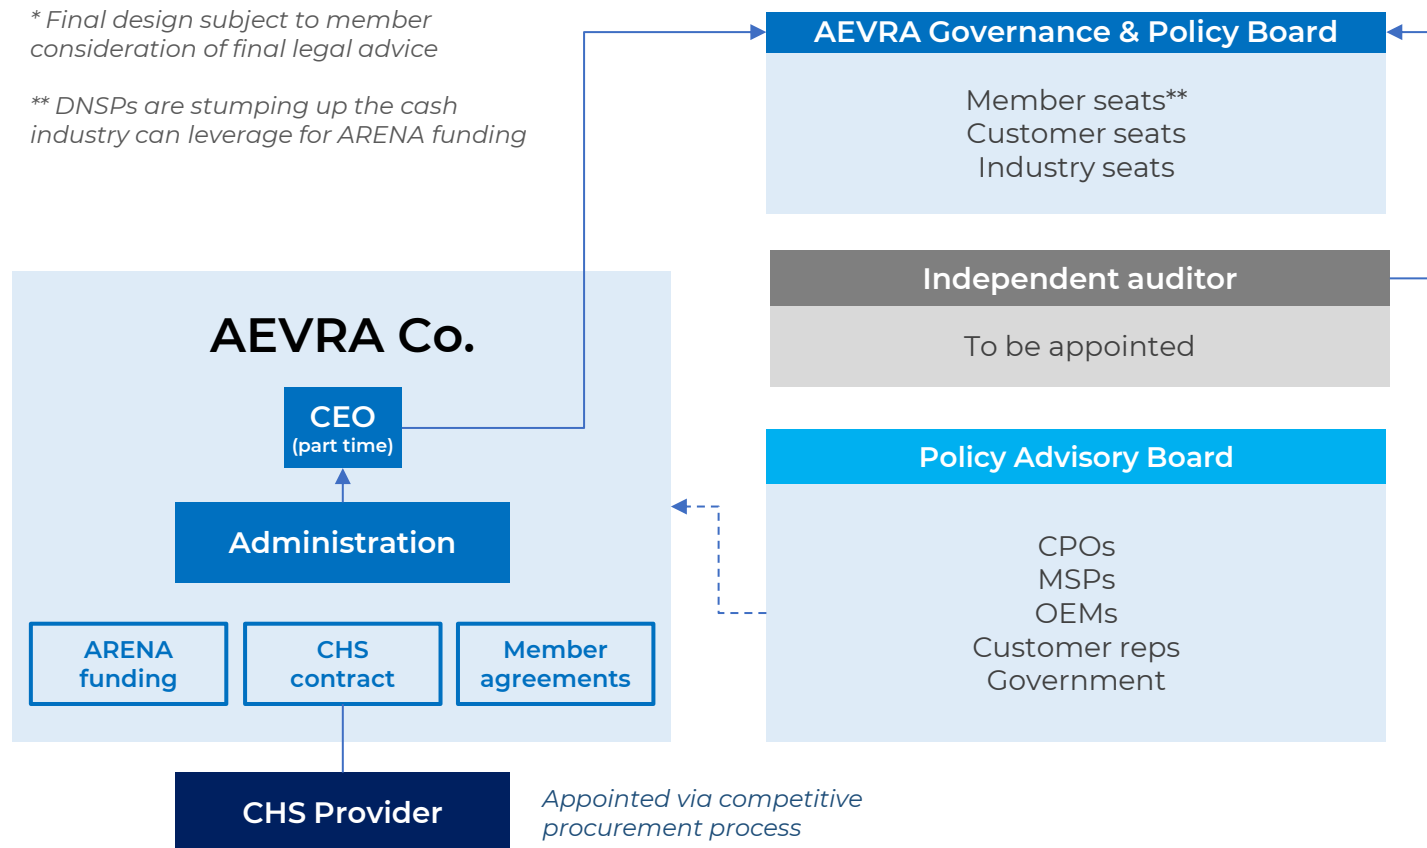 * Final design subject to member
consideration of final legal advice
** DNSPs are stumping up the cash
industry can leverage for ARENA funding
AEVRA Governance & Policy Board
Member seats**
Customer seats
Industry seats
Independent auditor
To be appointed
AEVRA Co.
CEO
(part time)
Administration
ARENA
funding
CHS
contract
Member
agreements
Policy Advisory Board
CPOs
MSPs
OEMs
Customer reps
Government
CHS Provider
Appointed via competitive
procurement process